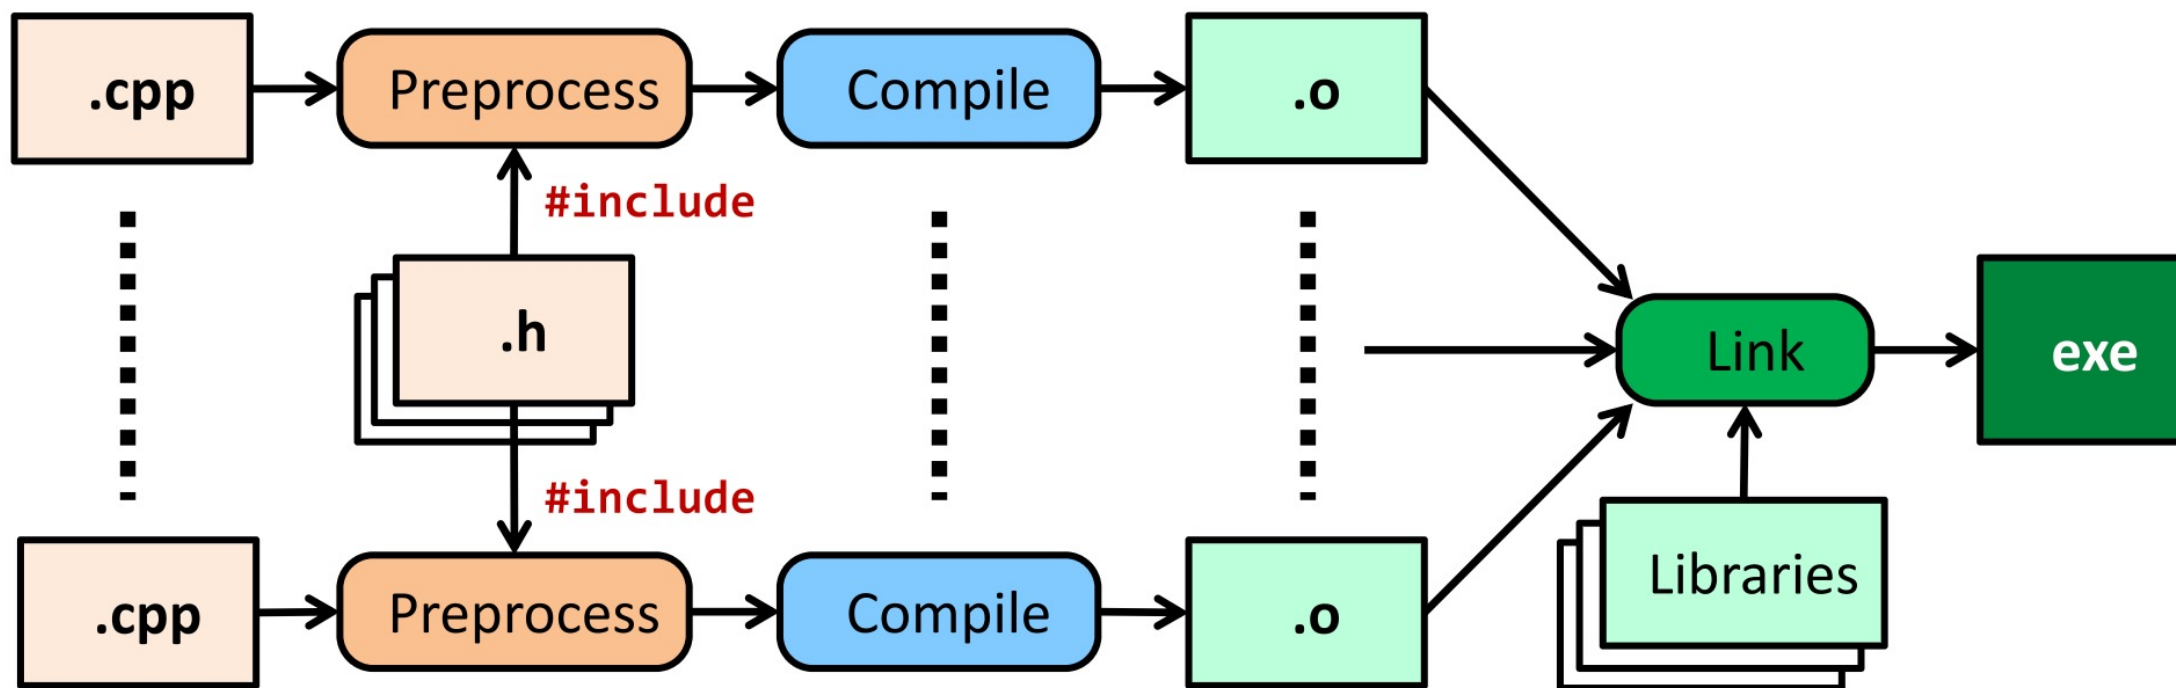 .cpp
Preprocess
Compile
.o
#include
.h
Link
exe
#include
Libraries
.cpp
Preprocess
Compile
.o